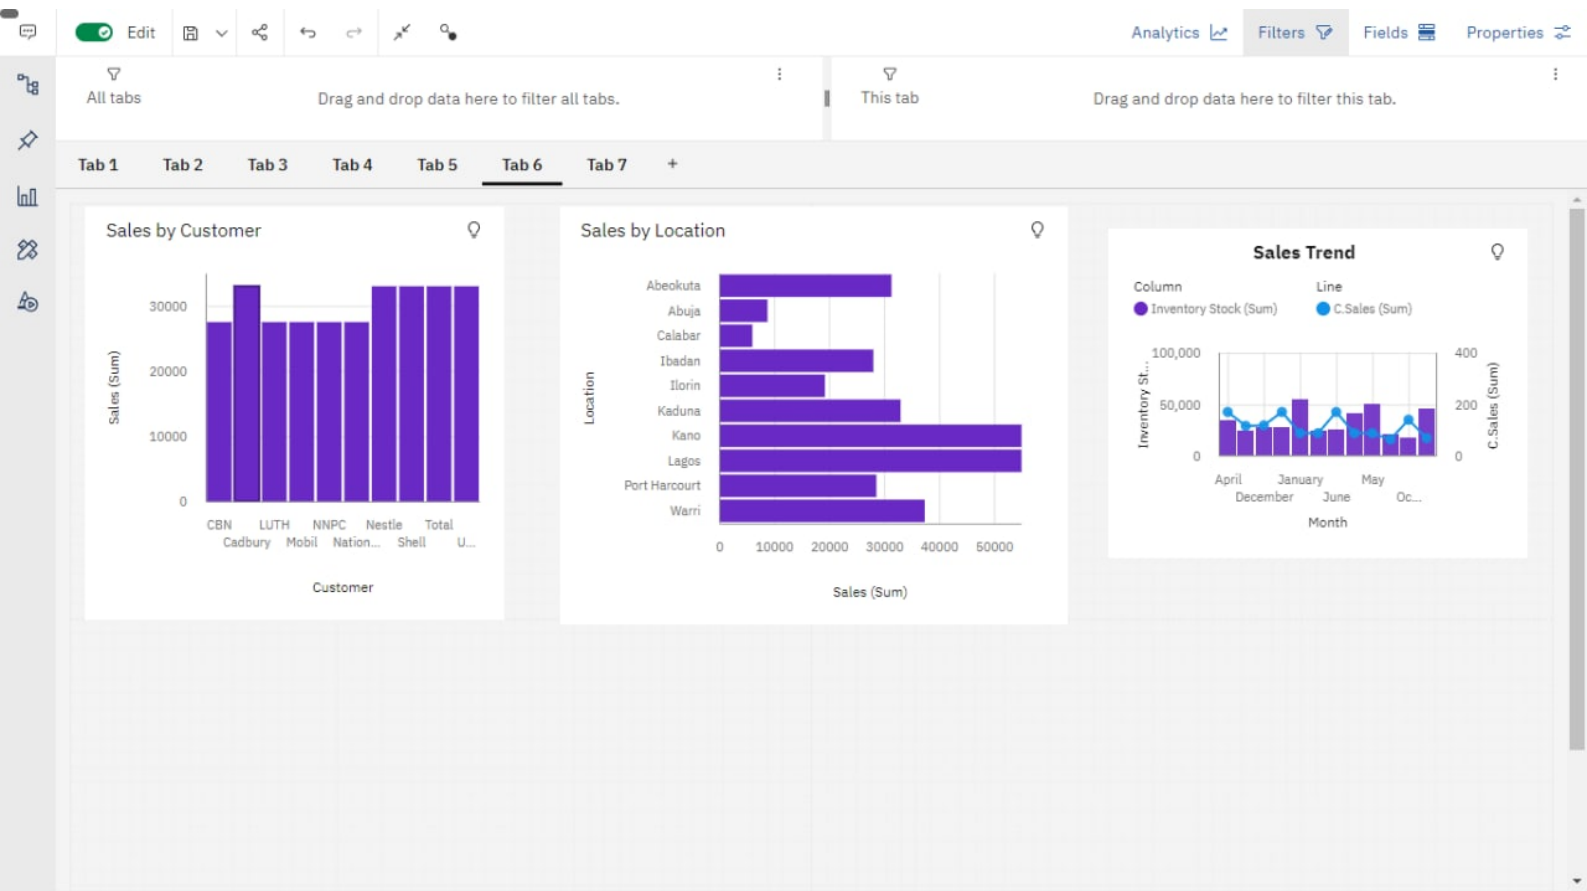 Edit
Analytics
Filters
Fields
Properties
All tabs
Drag and drop data here to filter all tabs.
This tab
Drag and drop data here to filter this tab.
Tab 1 Tab 2 Tab 3 Tab 4 Tab 5 Tab 6 Tab 7 +
Sales by Customer
Sales (Sum)
30000
20000
10000
0
CBN LUTH NNPC Nestle Total
Cadbury Mobil Nation... Shell U...
Customer
Sales by Location
Location
Abeokuta
Abuja
Calabar
Ibadan
Ilorin
Kaduna
Kano
Lagos
Port Harcourt
Warri
0 10000 20000 30000 40000 50000
Sales (Sum)
Sales Trend
Column Line
Inventory Stock (Sum) C.Sales (Sum)
Inventory St...
100,000
50,000
0
400
200
0
C.Sales (Sum)
April January May
December June Oc...
Month